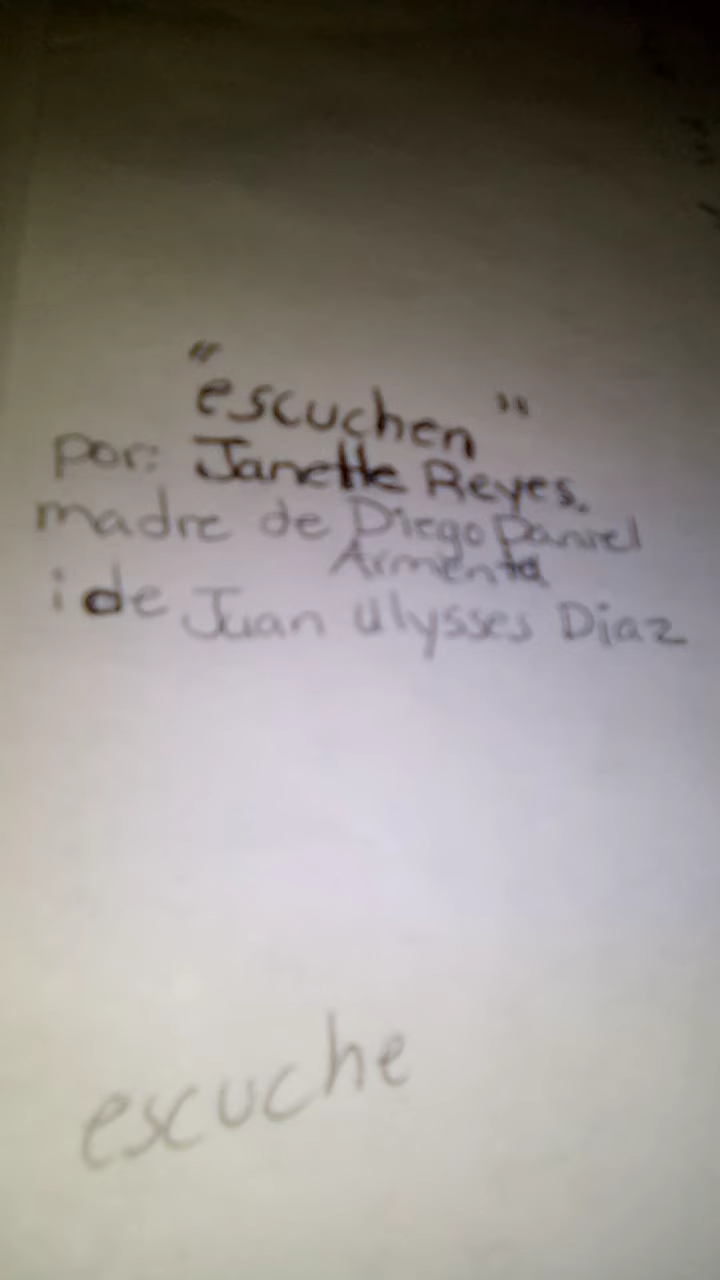 "escuchen"
por: Janette Reyes.
madre de Diego Daniel
Armenta
i de Juan Ulysses Diaz
escuche